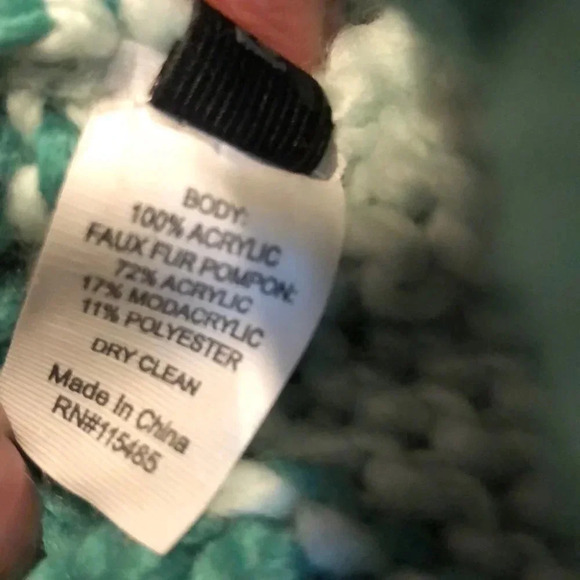 BODY:
100% ACRYLIC
FAUX FUR POMPON:
72% ACRYLIC
17% MODACRYLIC
11% POLYESTER
DRY CLEAN
Made In China
RN#115485